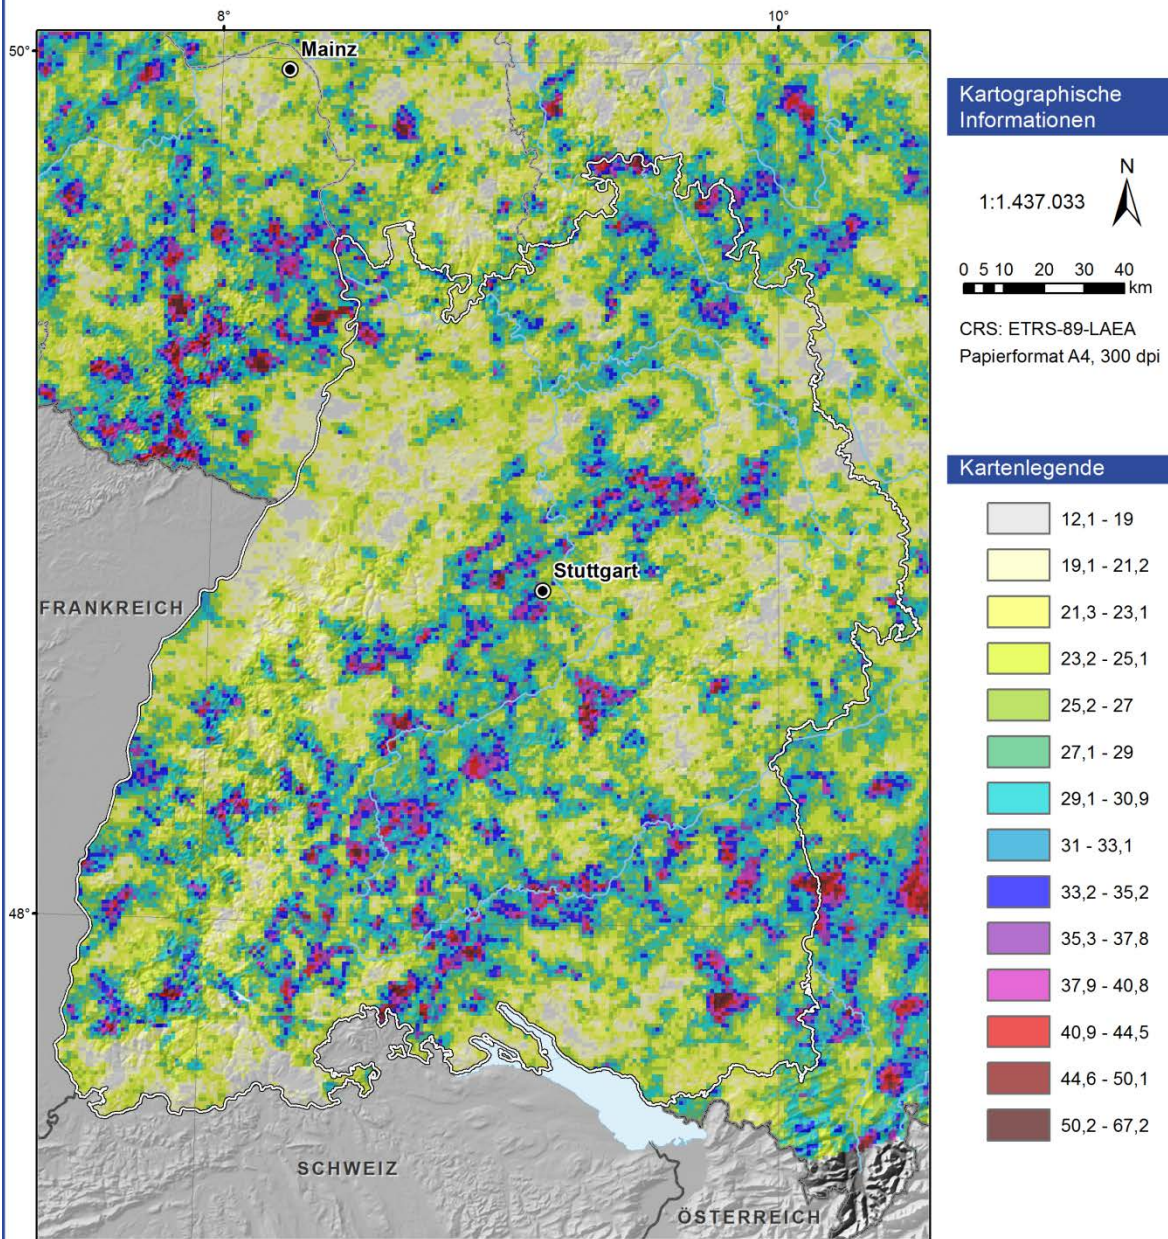 8°
10°
50°
Mainz
Stuttgart
FRANKREICH
48°
SCHWEIZ
ÖSTERREICH
Kartographische
Informationen
N
1:1.437.033
0 5 10 20 30 40
km
CRS: ETRS-89-LAEA
Papierformat A4, 300 dpi
Kartenlegende
12,1 - 19
19,1 - 21,2
21,3 - 23,1
23,2 - 25,1
25,2 - 27
27,1 - 29
29,1 - 30,9
31 - 33,1
33,2 - 35,2
35,3 - 37,8
37,9 - 40,8
40,9 - 44,5
44,6 - 50,1
50,2 - 67,2